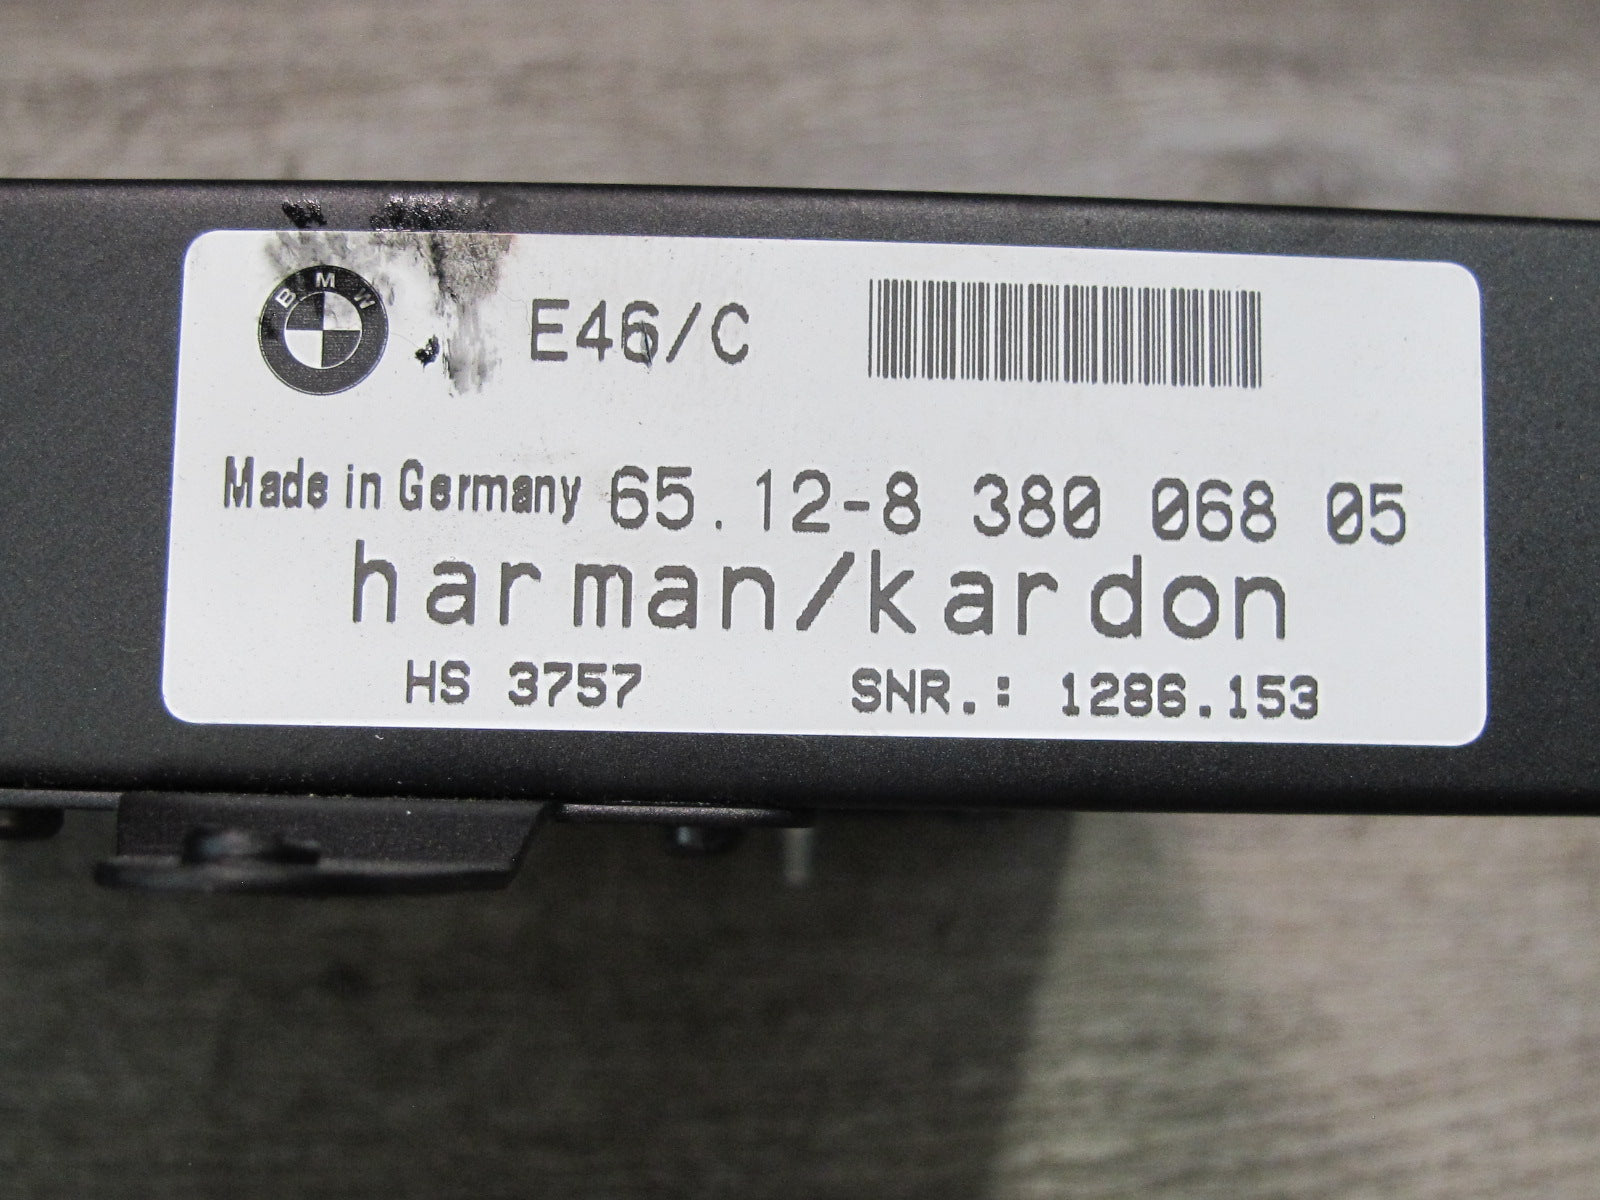 BMW
E46/C
Made in Germany 65.12-8 380 068 05
harman/kardon
HS 3757 SNR.: 1286.153